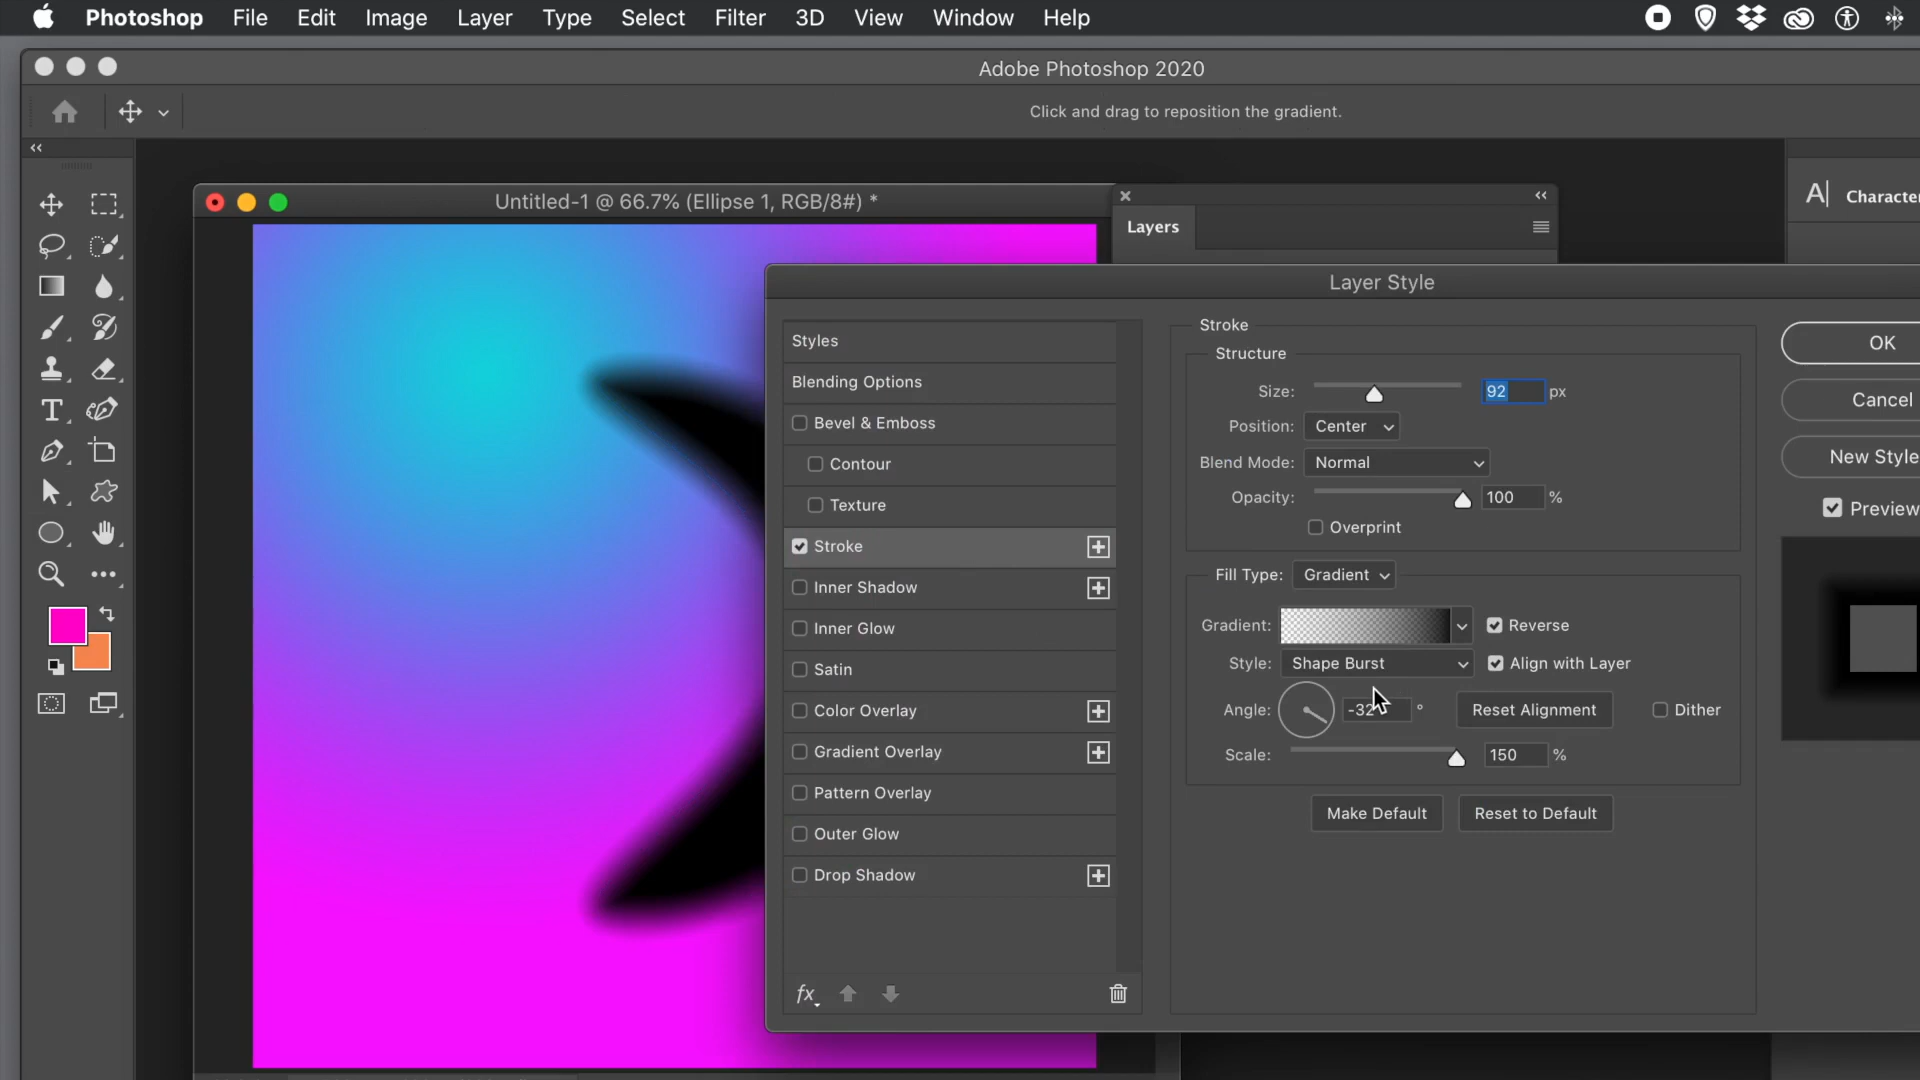 Photoshop File Edit Image Layer Type Select Filter 3D View Window Help
Adobe Photoshop 2020
Click and drag to reposition the gradient.
Untitled-1 @ 66.7% (Ellipse 1, RGB/8#) *
Layers
Layer Style
Styles
Blending Options
Bevel & Emboss
Contour
Texture
Stroke
Inner Shadow
Inner Glow
Satin
Color Overlay
Gradient Overlay
Pattern Overlay
Outer Glow
Drop Shadow
fx
Stroke
Structure
Size: 92 px
Position: Center
Blend Mode: Normal
Opacity: 100 %
Overprint
Fill Type: Gradient
Gradient: Reverse
Style: Shape Burst Align with Layer
Angle: -32 ° Reset Alignment Dither
Scale: 150 %
Make Default Reset to Default
OK
Cancel
New Style
Preview
A| Character